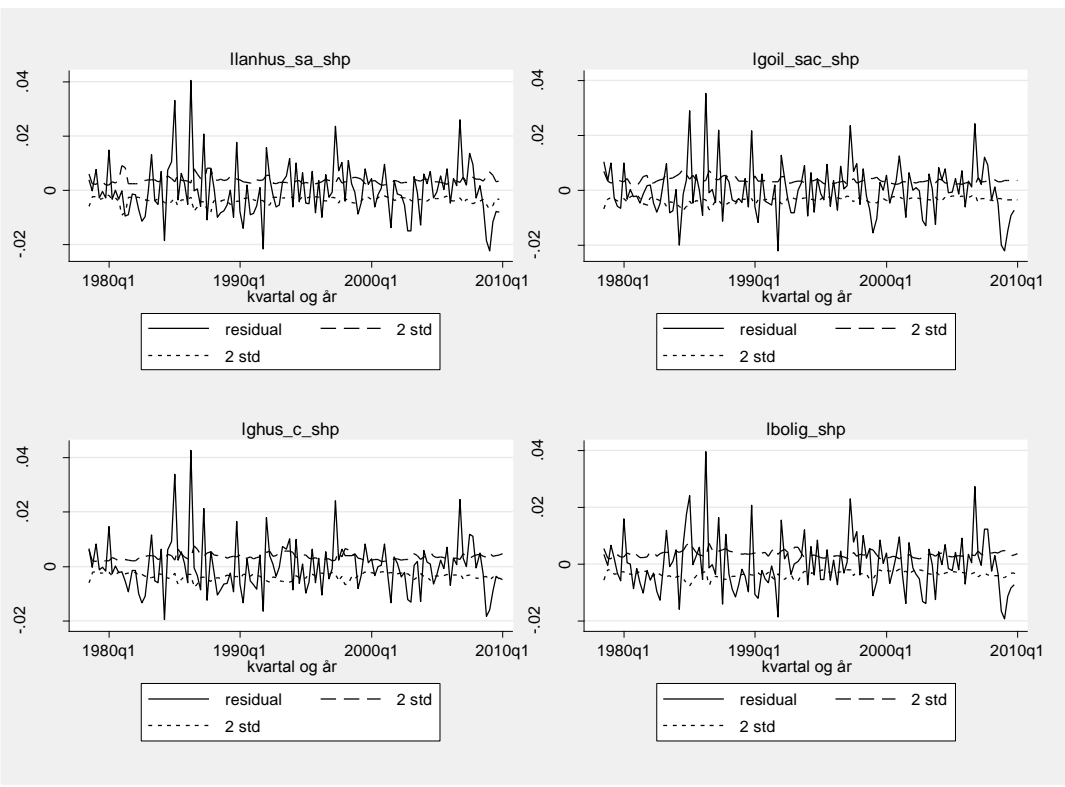 llanhus_sa_shp
.04
.02
0
-.02
1980q1 1990q1 2000q1 2010q1
kvartal og år
residual 2 std
2 std
lgoil_sac_shp
.04
.02
0
-.02
1980q1 1990q1 2000q1 2010q1
kvartal og år
residual 2 std
2 std
lghus_c_shp
.04
.02
0
-.02
1980q1 1990q1 2000q1 2010q1
kvartal og år
residual 2 std
2 std
lbolig_shp
.04
.02
0
-.02
1980q1 1990q1 2000q1 2010q1
kvartal og år
residual 2 std
2 std